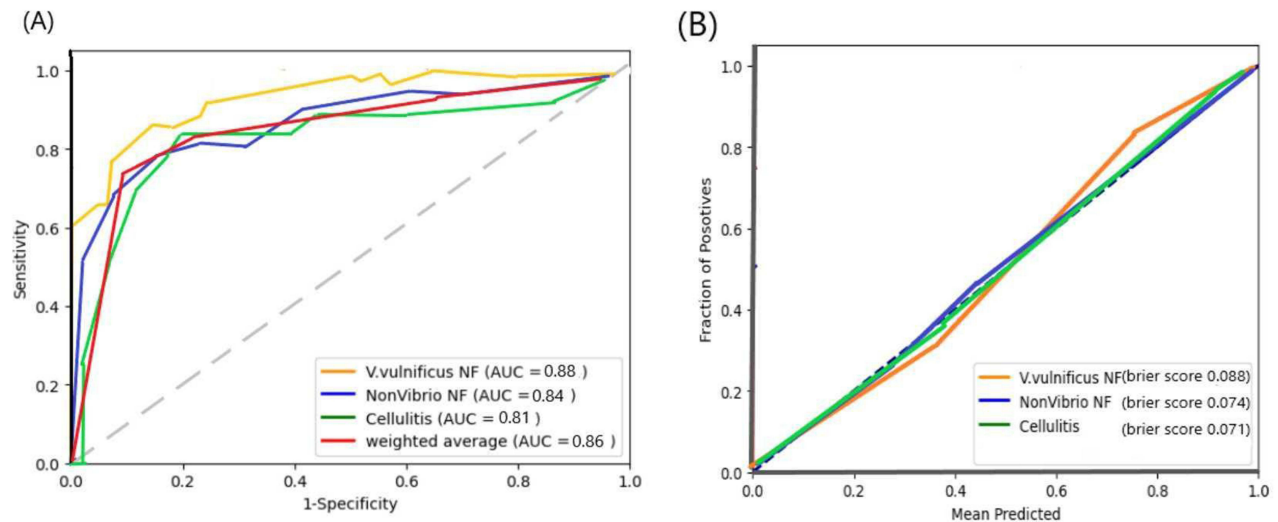 (A)
1.0
0.8
0.6
0.4
0.2
0.0
Sensitivity
0.0 0.2 0.4 0.6 0.8 1.0
1-Specificity
V.vulnificus NF (AUC = 0.88 )
NonVibrio NF (AUC = 0.84 )
Cellulitis (AUC = 0.81 )
weighted average (AUC = 0.86 )
(B)
1.0
0.8
0.6
0.4
0.2
0.0
Fraction of Posotives
0.0 0.2 0.4 0.6 0.8 1.0
Mean Predicted
V.vulnificus NF(brier score 0.088)
NonVibrio NF (brier score 0.074)
Cellulitis (brier score 0.071)